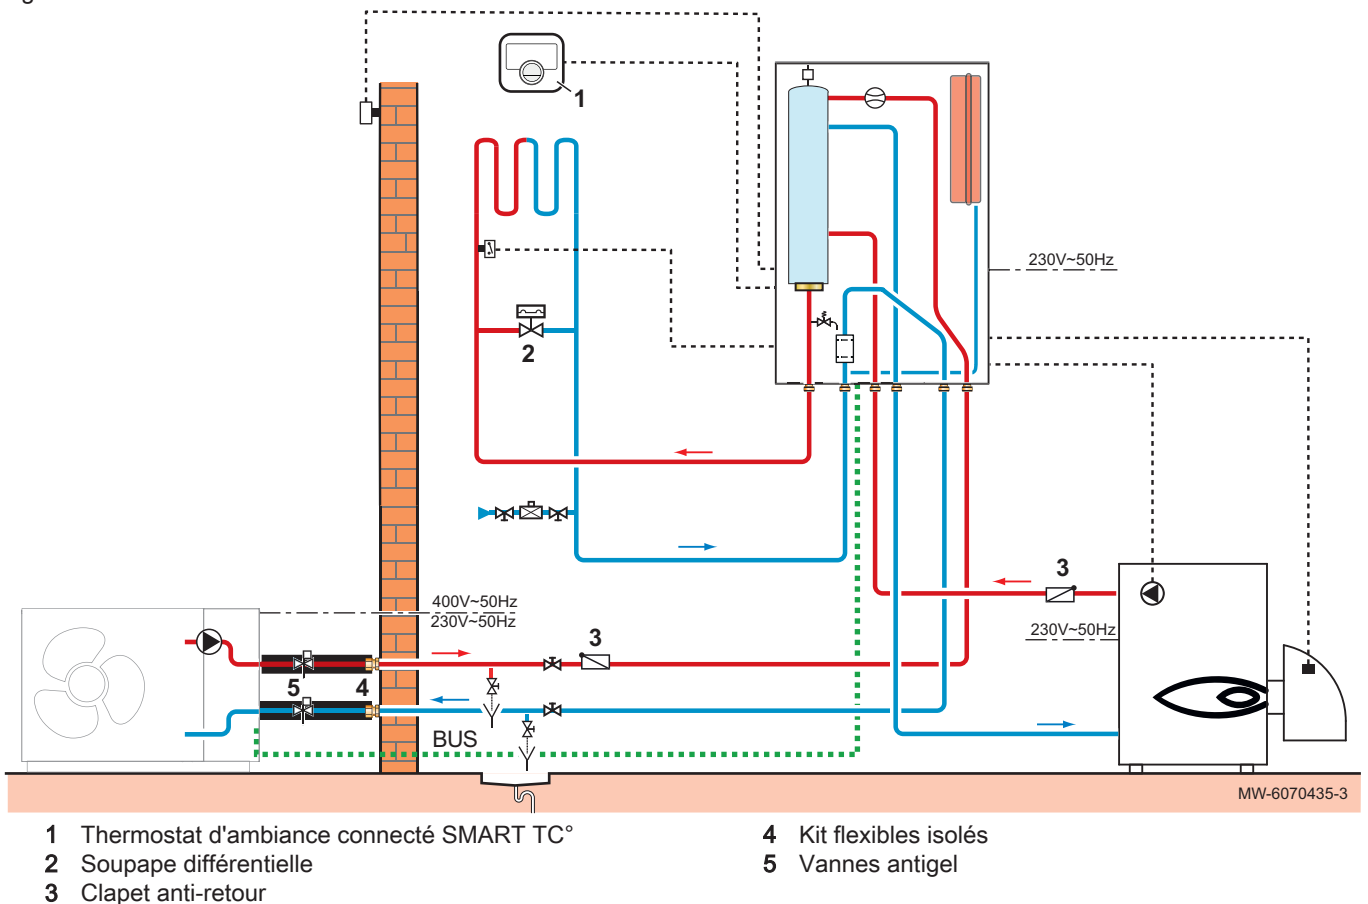 1
230V~50Hz
2
3
400V~50Hz
230V~50Hz
230V~50Hz
3
5
4
BUS
MW-6070435-3
1 Thermostat d'ambiance connecté SMART TC°
2 Soupape différentielle
3 Clapet anti-retour
4 Kit flexibles isolés
5 Vannes antigel